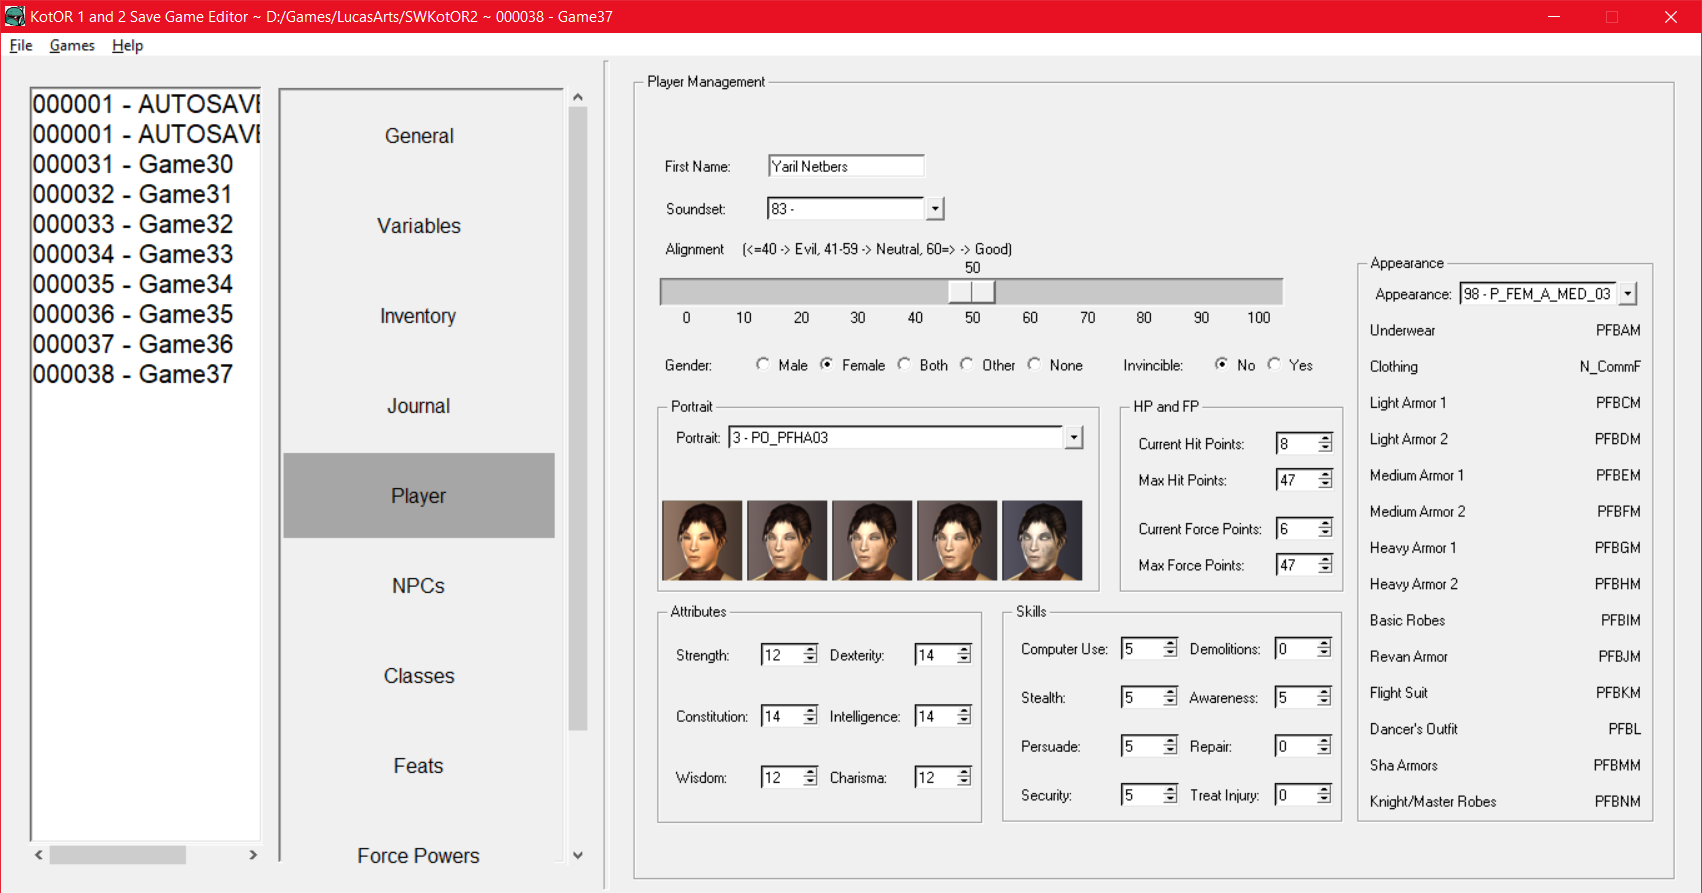 KotOR 1 and 2 Save Game Editor ~ D:/Games/LucasArts/SWKotOR2 ~ 000038 - Game37
File Games Help
000001 - AUTOSAVE
000001 - AUTOSAVE
000031 - Game30
000032 - Game31
000033 - Game32
000034 - Game33
000035 - Game34
000036 - Game35
000037 - Game36
000038 - Game37
General
Variables
Inventory
Journal
Player
NPCs
Classes
Feats
Force Powers
Player Management
First Name: Yaril Netbers
Soundset: 83 -
Alignment (<=40 -> Evil, 41-59 -> Neutral, 60=> -> Good)
50
0 10 20 30 40 50 60 70 80 90 100
Gender: Male Female Both Other None Invincible: No Yes
Portrait
Portrait: 3 - PO_PFHA03
HP and FP
Current Hit Points: 8
Max Hit Points: 47
Current Force Points: 6
Max Force Points: 47
Attributes
Strength: 12 Dexterity: 14
Constitution: 14 Intelligence: 14
Wisdom: 12 Charisma: 12
Skills
Computer Use: 5 Demolitions: 0
Stealth: 5 Awareness: 5
Persuade: 5 Repair: 0
Security: 5 Treat Injury: 0
Appearance
Appearance: 98 - P_FEM_A_MED_03
Underwear PFBAM
Clothing N_CommF
Light Armor 1 PFBCM
Light Armor 2 PFBDM
Medium Armor 1 PFBEM
Medium Armor 2 PFBFM
Heavy Armor 1 PFBGM
Heavy Armor 2 PFBHM
Basic Robes PFBIM
Revan Armor PFBJM
Flight Suit PFBKM
Dancer's Outfit PFBL
Sha Armors PFBMM
Knight/Master Robes PFBNM